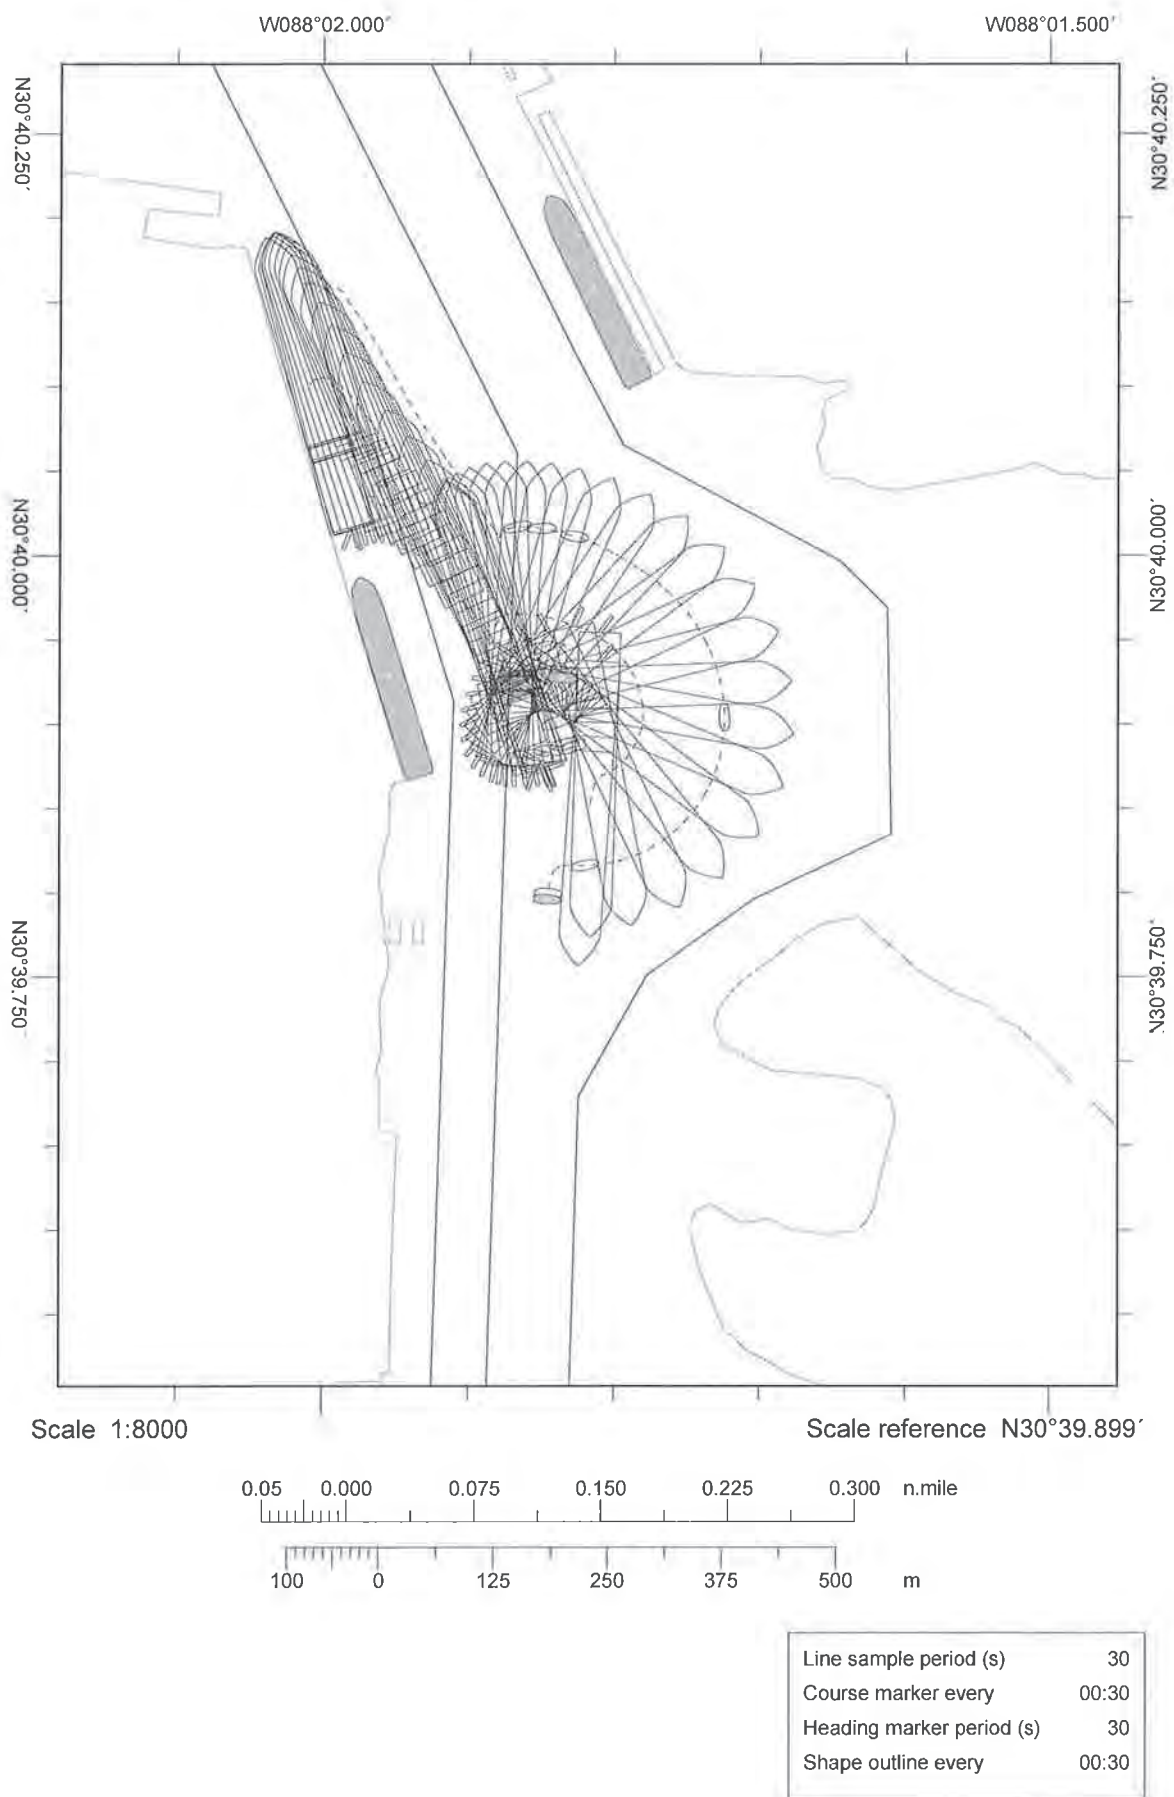 W088°02.000´ W088°01.500´
N30°40.250´ N30°40.250´
N30°40.000´ N30°40.000´
N30°39.750´ N30°39.750´
Scale 1:8000 Scale reference N30°39.899´
0.05 0.000 0.075 0.150 0.225 0.300 n.mile
100 0 125 250 375 500 m
Line sample period (s) 30
Course marker every 00:30
Heading marker period (s) 30
Shape outline every 00:30